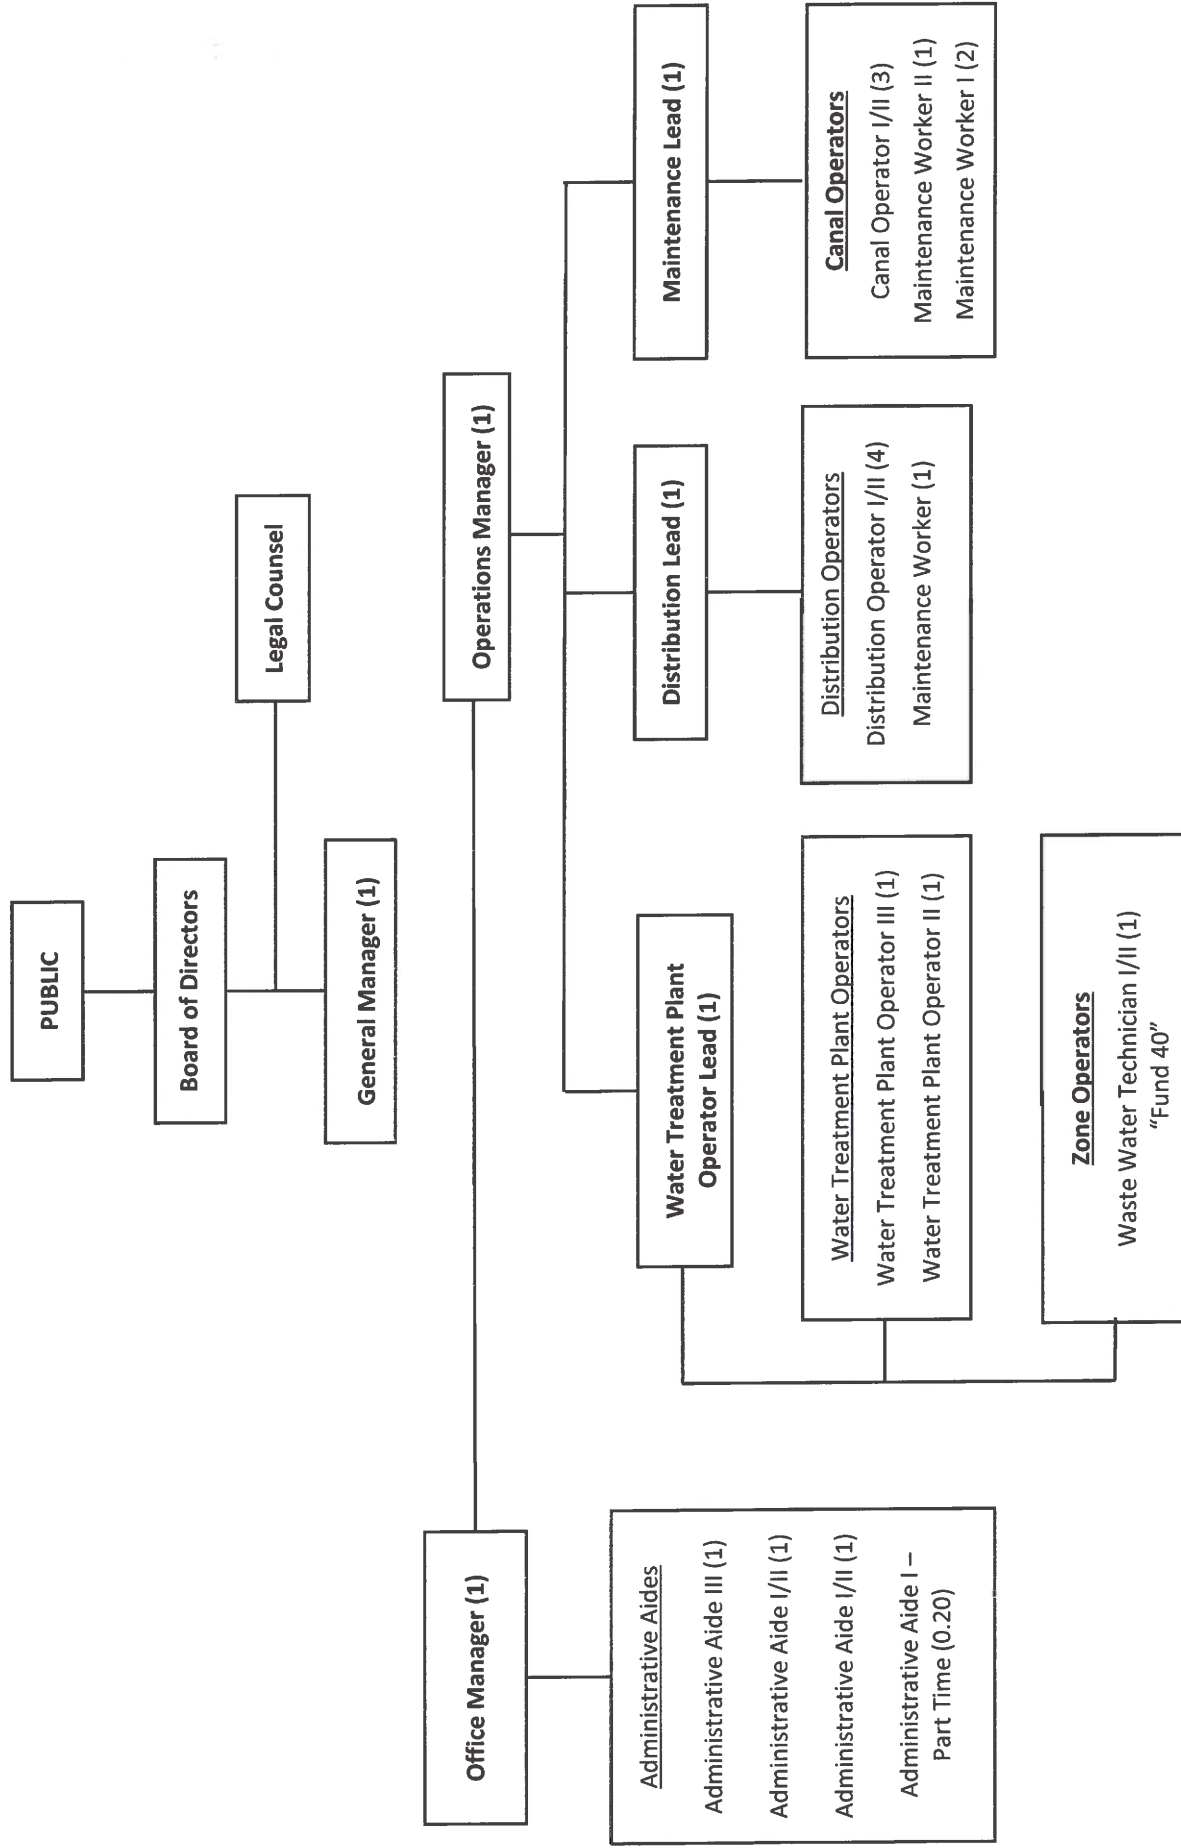 PUBLIC
Board of Directors
Legal Counsel
General Manager (1)
Office Manager (1)
Operations Manager (1)
Administrative Aides
Administrative Aide III (1)
Administrative Aide I/II (1)
Administrative Aide I/II (1)
Administrative Aide I –
Part Time (0.20)
Water Treatment Plant
Operator Lead (1)
Distribution Lead (1)
Maintenance Lead (1)
Water Treatment Plant Operators
Water Treatment Plant Operator III (1)
Water Treatment Plant Operator II (1)
Distribution Operators
Distribution Operator I/II (4)
Maintenance Worker (1)
Canal Operators
Canal Operator I/II (3)
Maintenance Worker II (1)
Maintenance Worker I (2)
Zone Operators
Waste Water Technician I/II (1)
"Fund 40"